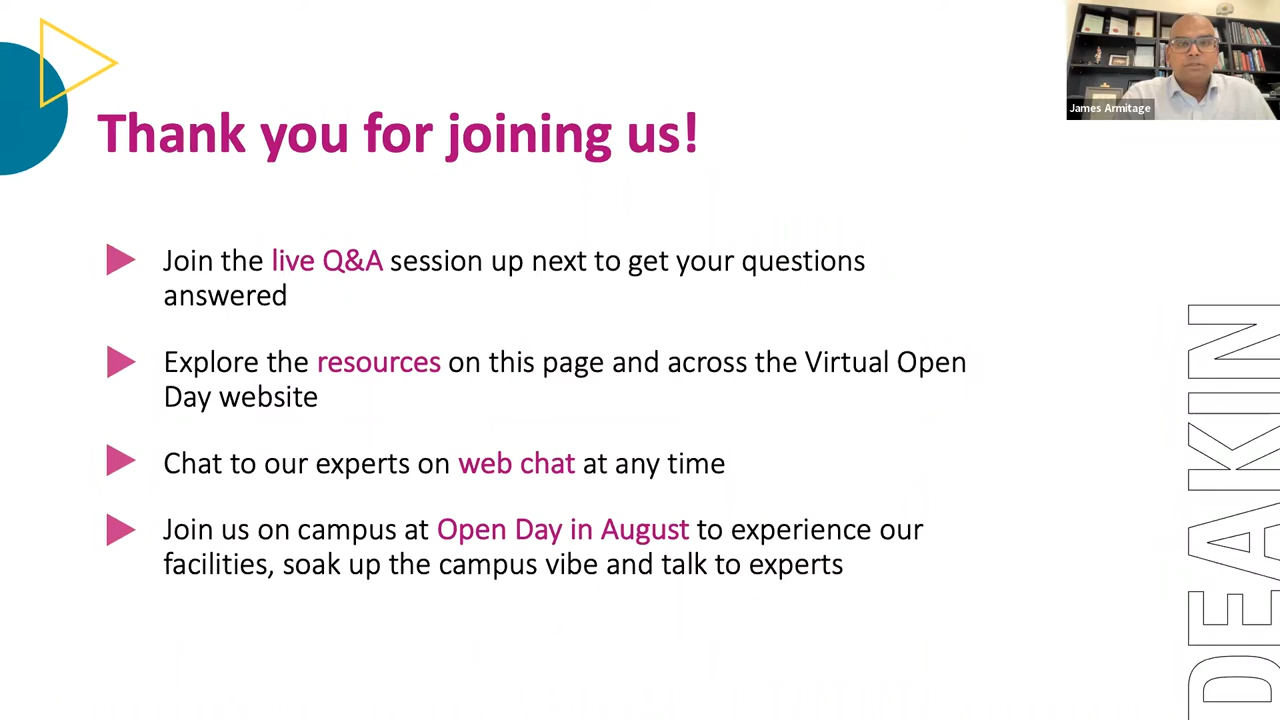 James Armitage
Thank you for joining us!
Join the live Q&A session up next to get your questions
answered
Explore the resources on this page and across the Virtual Open
Day website
Chat to our experts on web chat at any time
Join us on campus at Open Day in August to experience our
facilities, soak up the campus vibe and talk to experts
DEAKIN